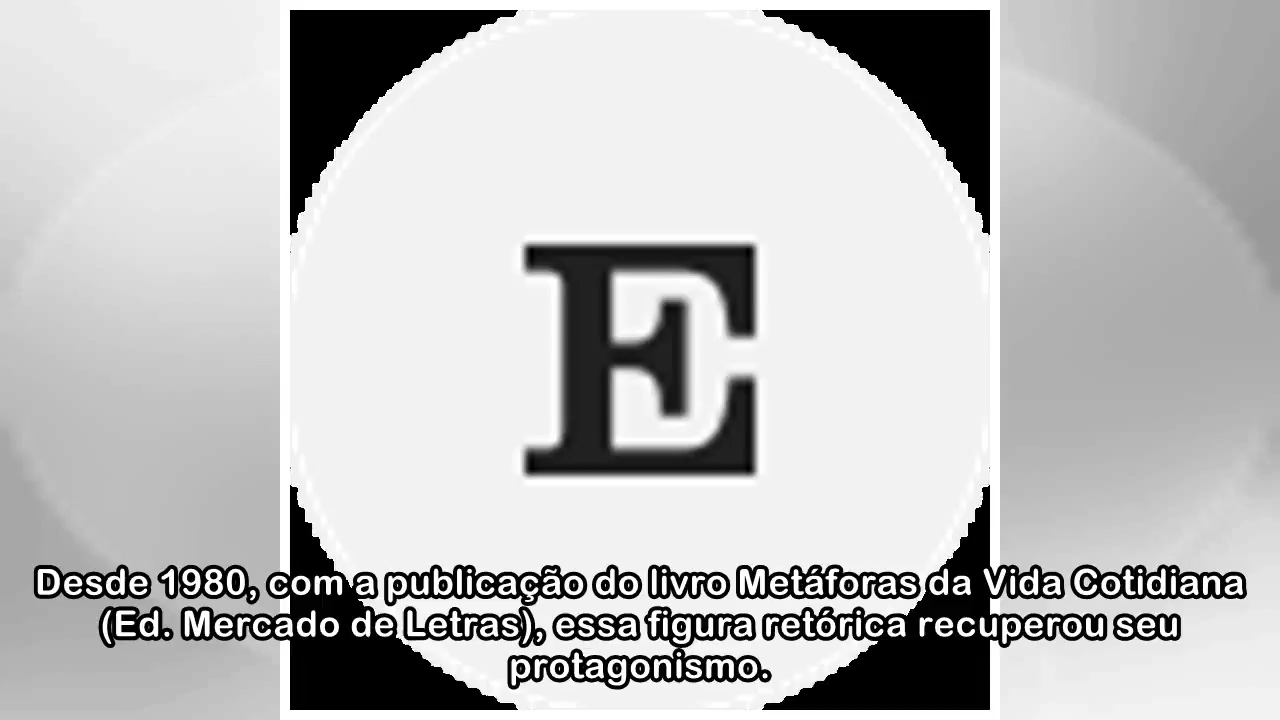 E
Desde 1980, com a publicação do livro Metáforas da Vida Cotidiana
(Ed. Mercado de Letras), essa figura retórica recuperou seu
protagonismo.